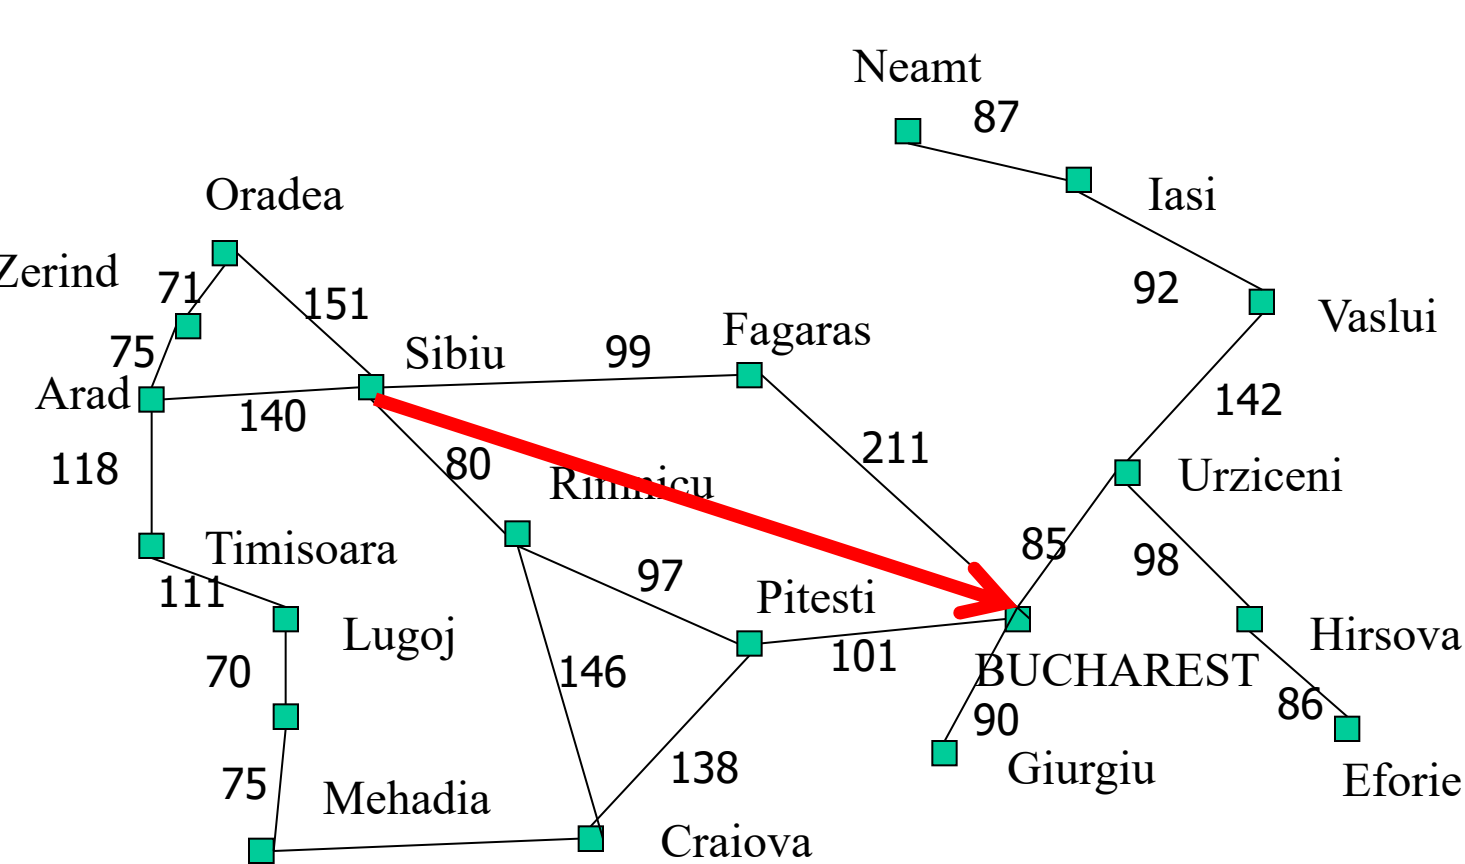 Neamt
87
Oradea
Iasi
Zerind
71
151
92
Vaslui
75
Sibiu
99
Fagaras
Arad
140
142
118
80
Rimnicu
211
Urziceni
Timisoara
85
98
111
97
Pitesti
Lugoj
Hirsova
70
146
101
BUCHAREST
86
90
75
138
Giurgiu
Eforie
Mehadia
Craiova